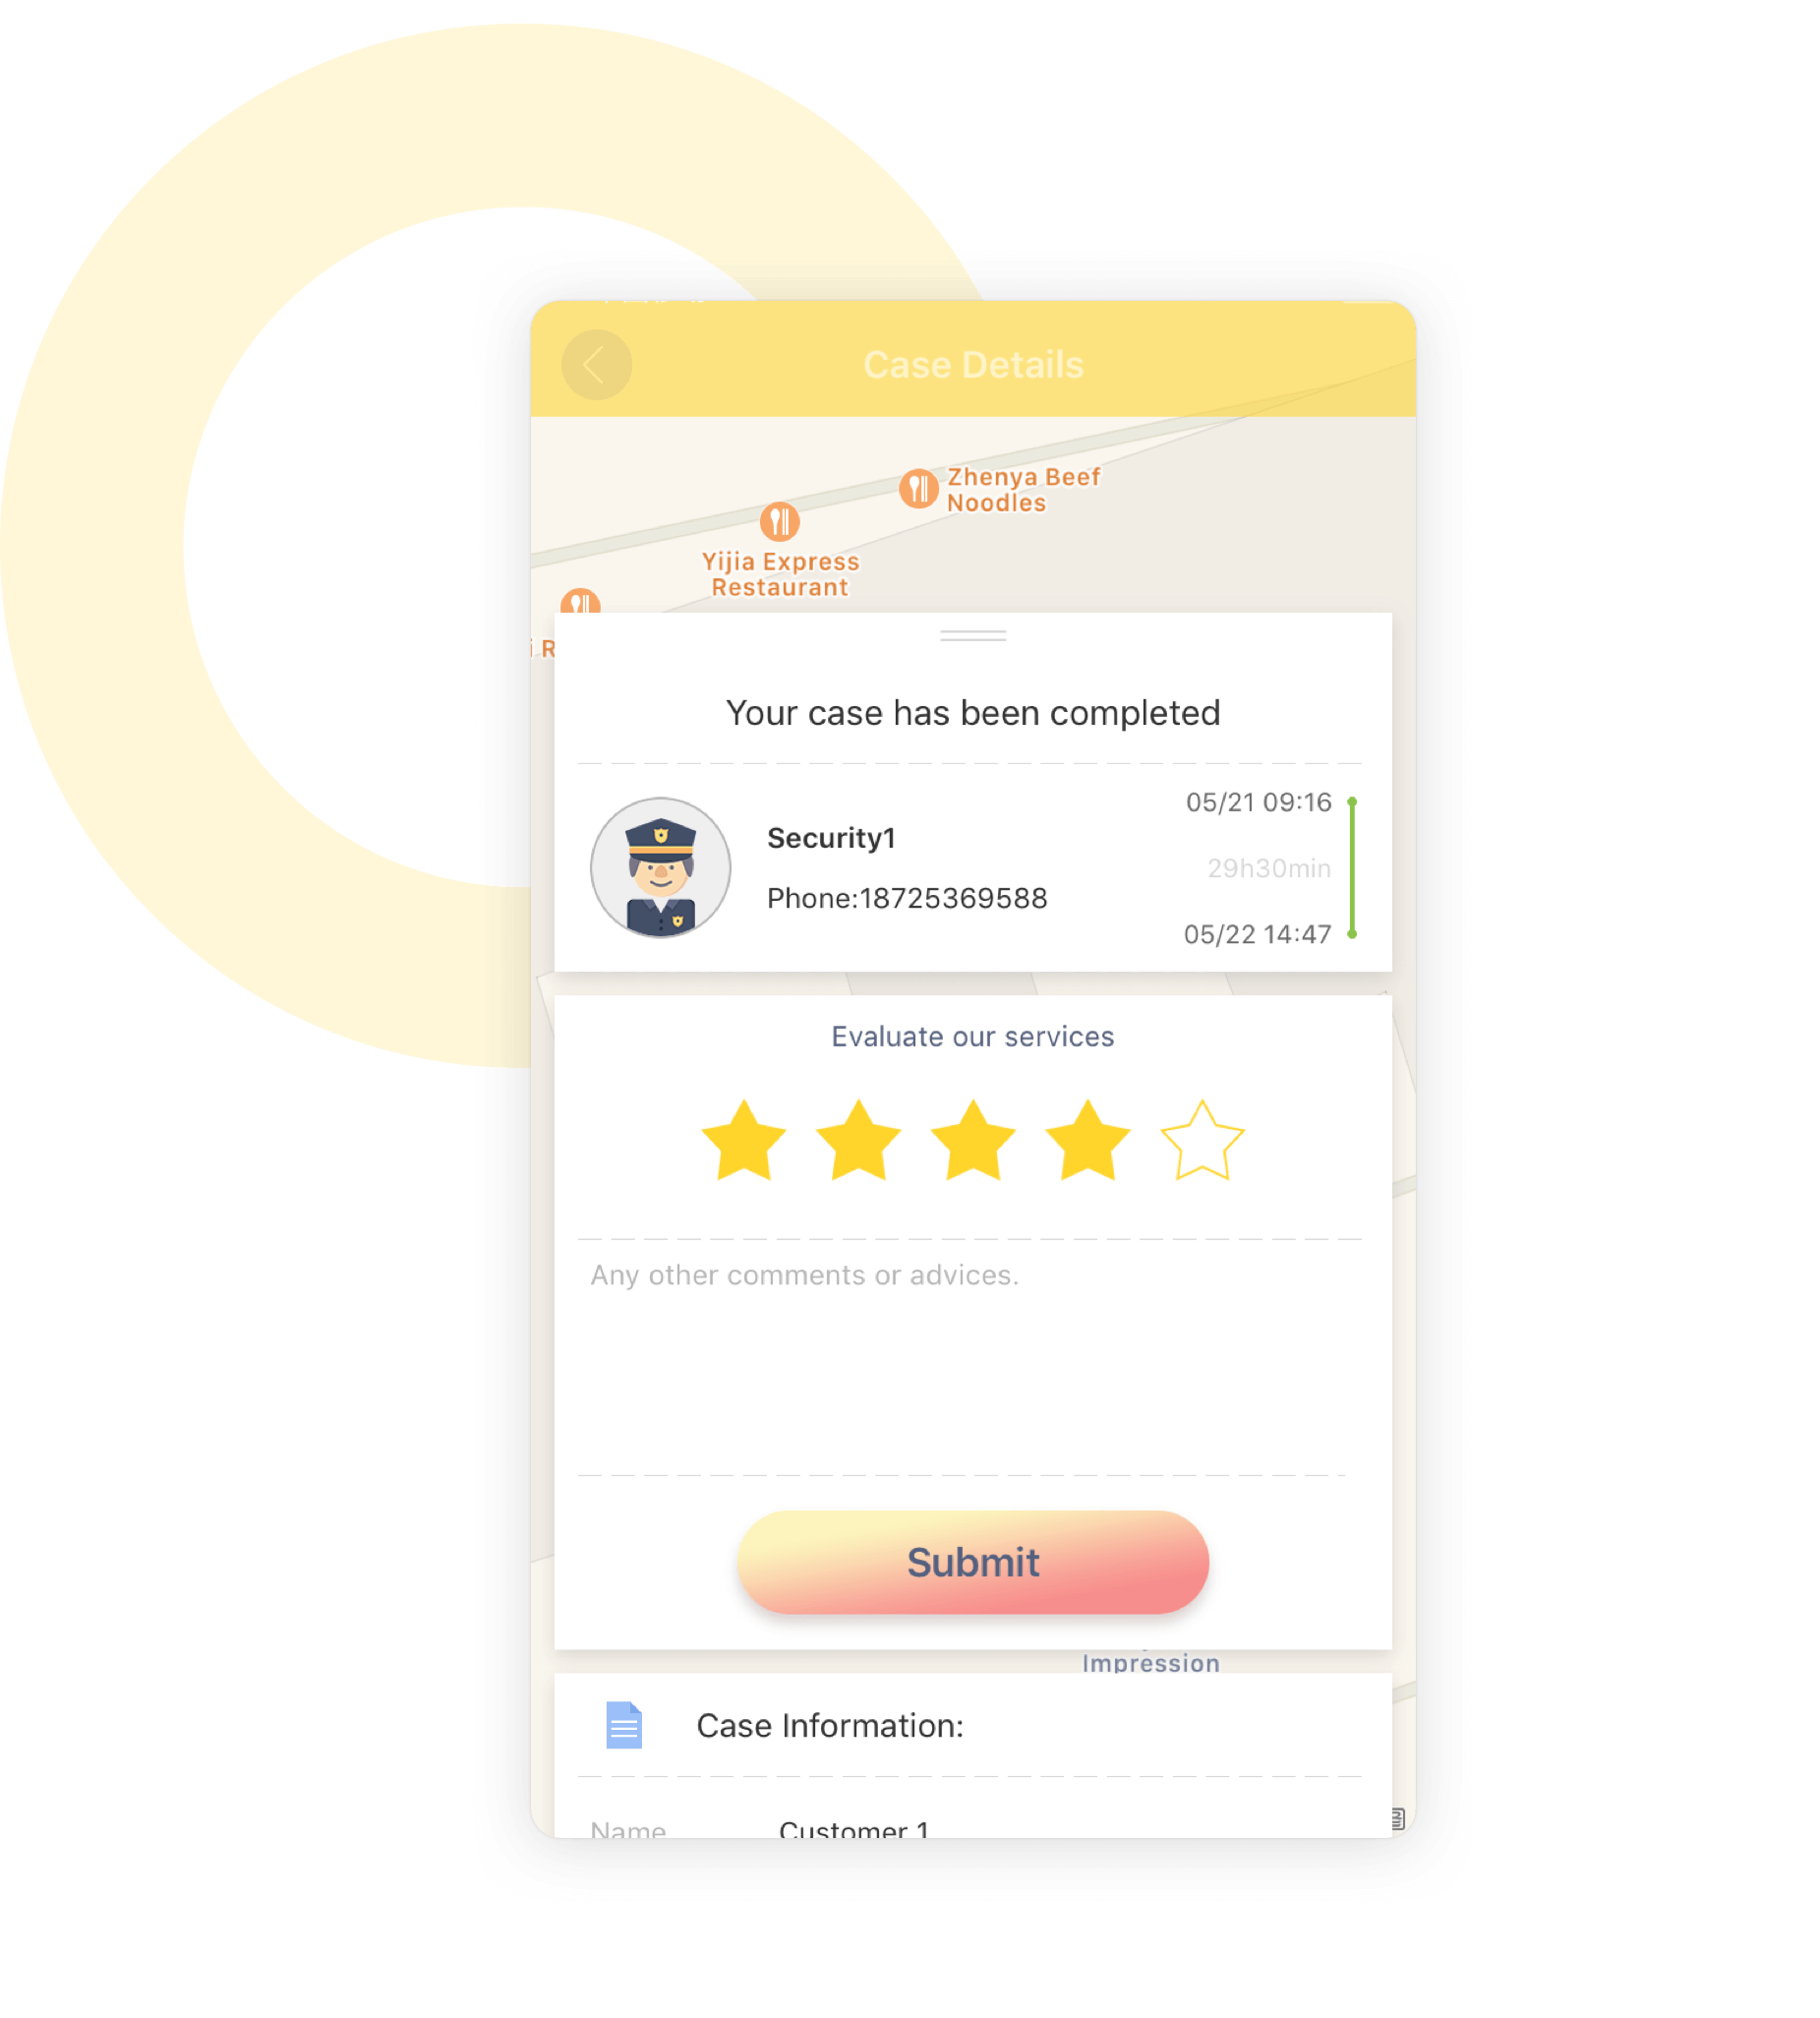 Case Details
Zhenya Beef
Noodles
Yijia Express
Restaurant
i R
Your case has been completed
05/21 09:16
Security1
29h30min
Phone:18725369588
05/22 14:47
Evaluate our services
Any other comments or advices.
Submit
Impression
Case Information:
Name Customer 1